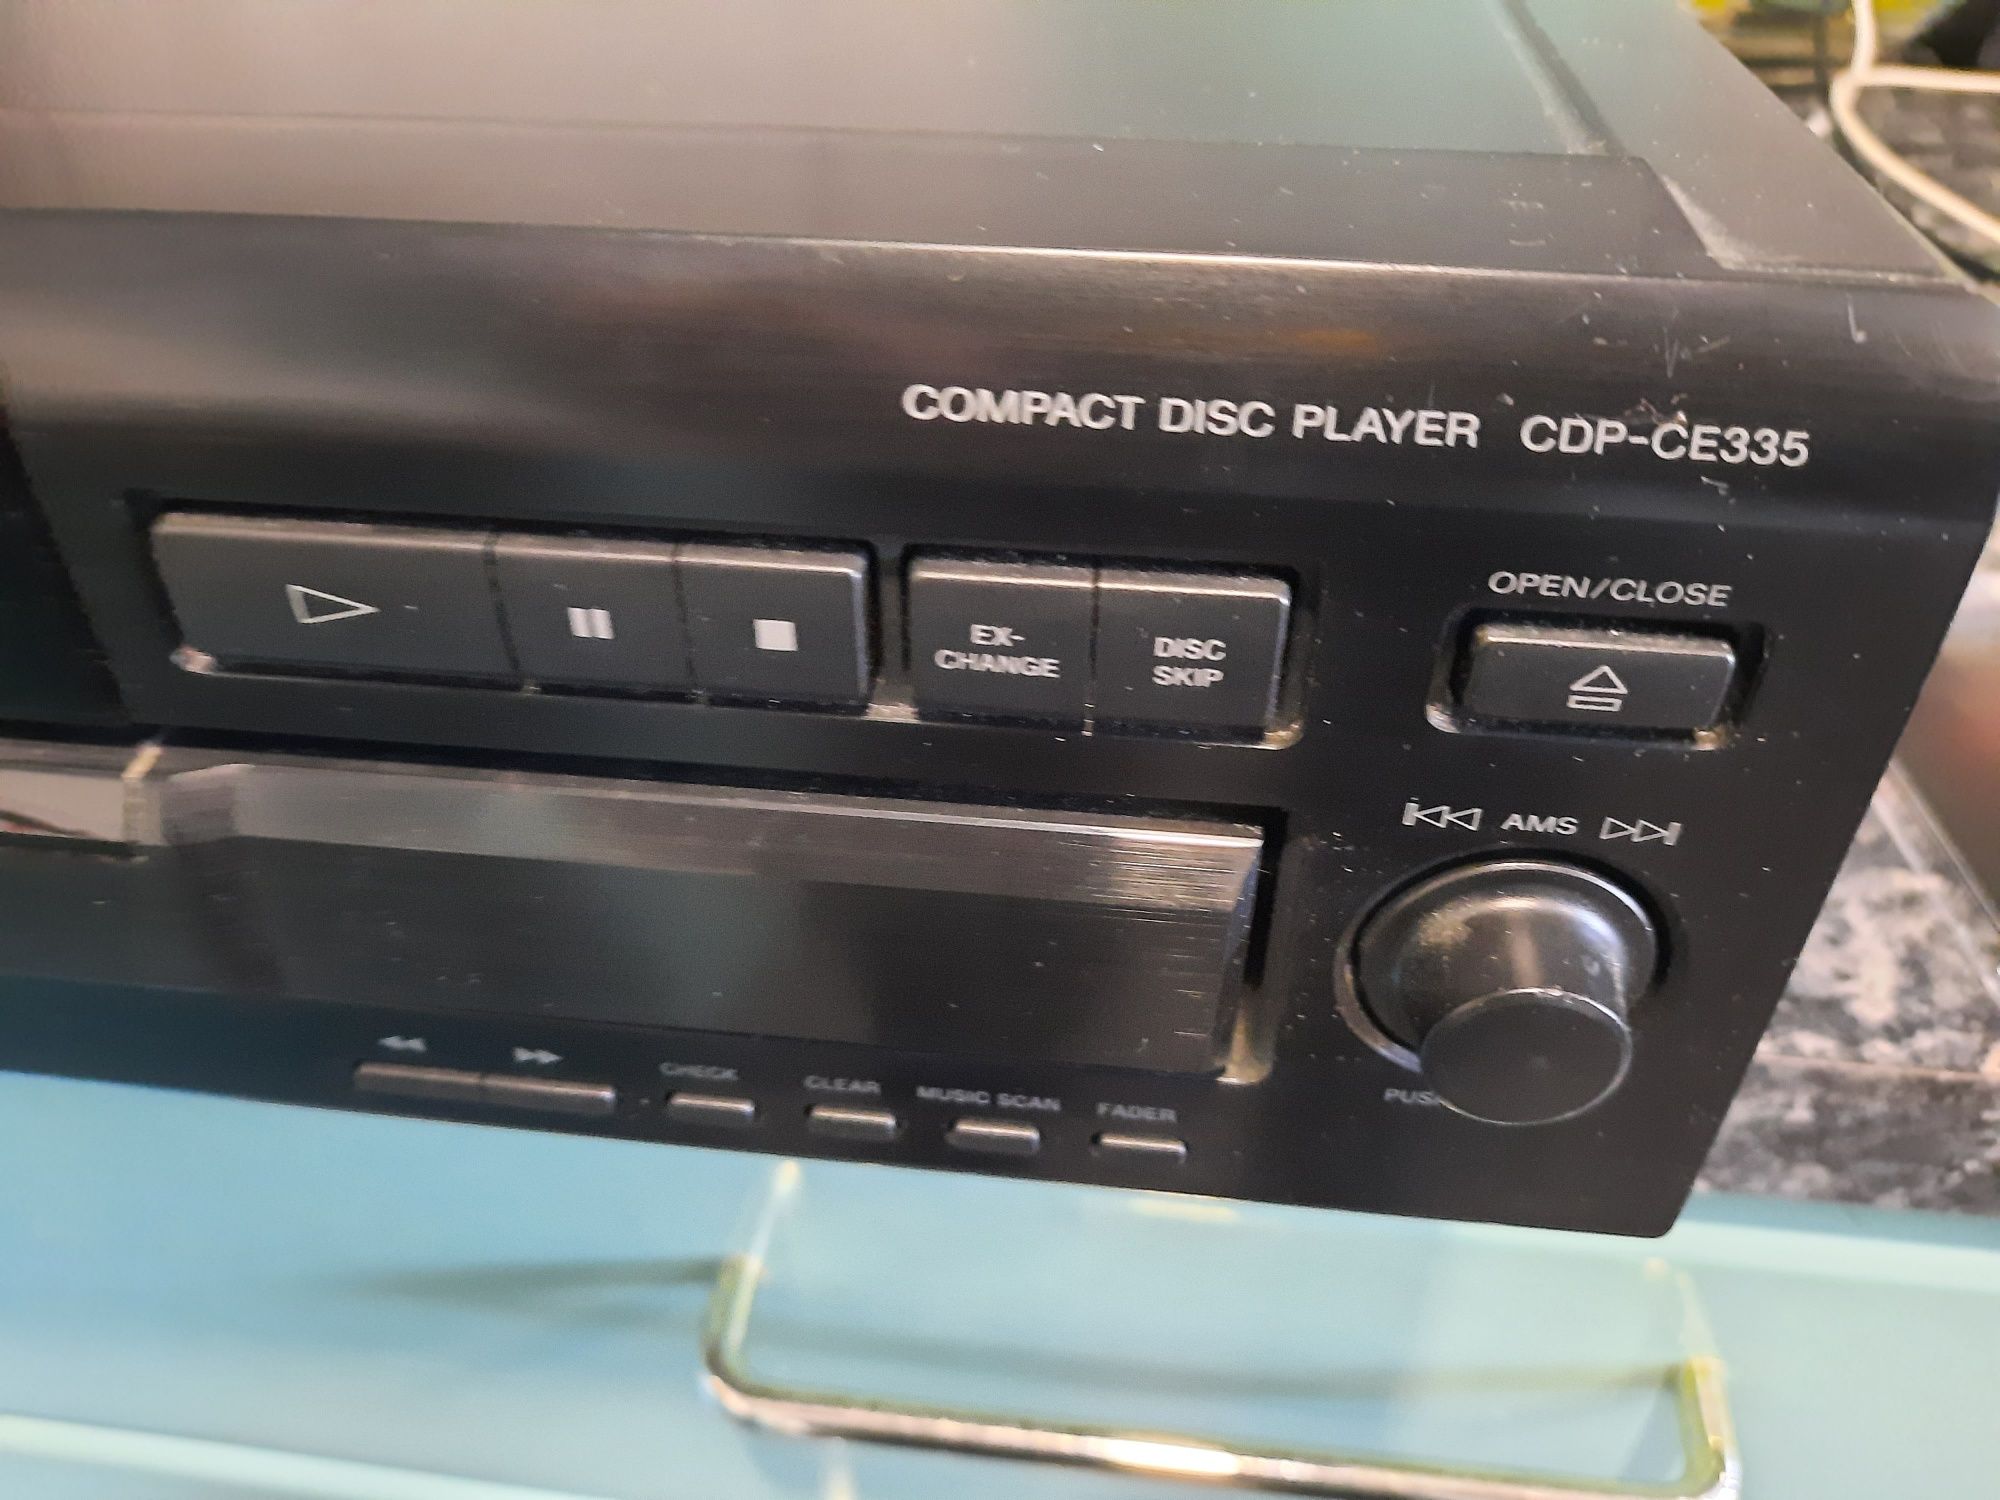 COMPACT DISC PLAYER CDP-CE335
EX-
CHANGE
DISC
SKIP
OPEN/CLOSE
AMS
CHECK
CLEAR
MUSIC SCAN
FADER